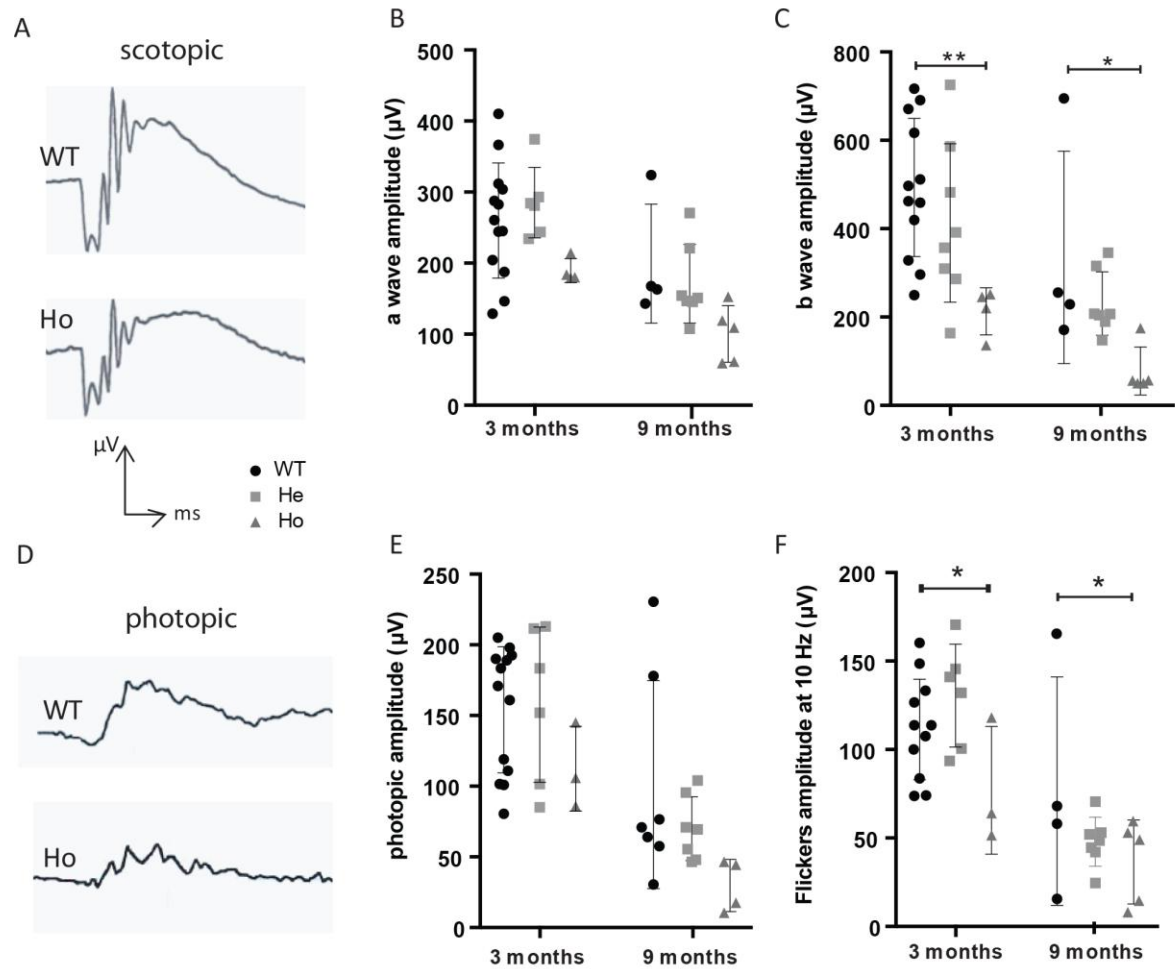 A
scotopic
WT
Ho
µV
ms
WT
He
Ho
B
a wave amplitude (µV)
500
400
300
200
100
0
3 months
9 months
C
b wave amplitude (µV)
800
600
400
200
0
**
*
3 months
9 months
D
photopic
WT
Ho
E
photopic amplitude (µV)
250
200
150
100
50
0
3 months
9 months
F
Flickers amplitude at 10 Hz (µV)
200
150
100
50
0
*
*
3 months
9 months